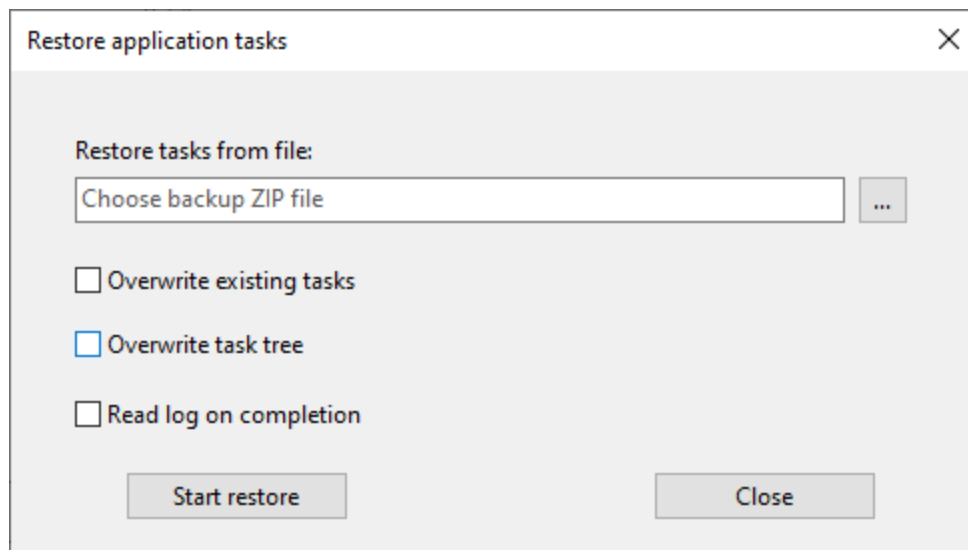 Restore application tasks
Restore tasks from file:
Choose backup ZIP file
...
Overwrite existing tasks
Overwrite task tree
Read log on completion
Start restore
Close